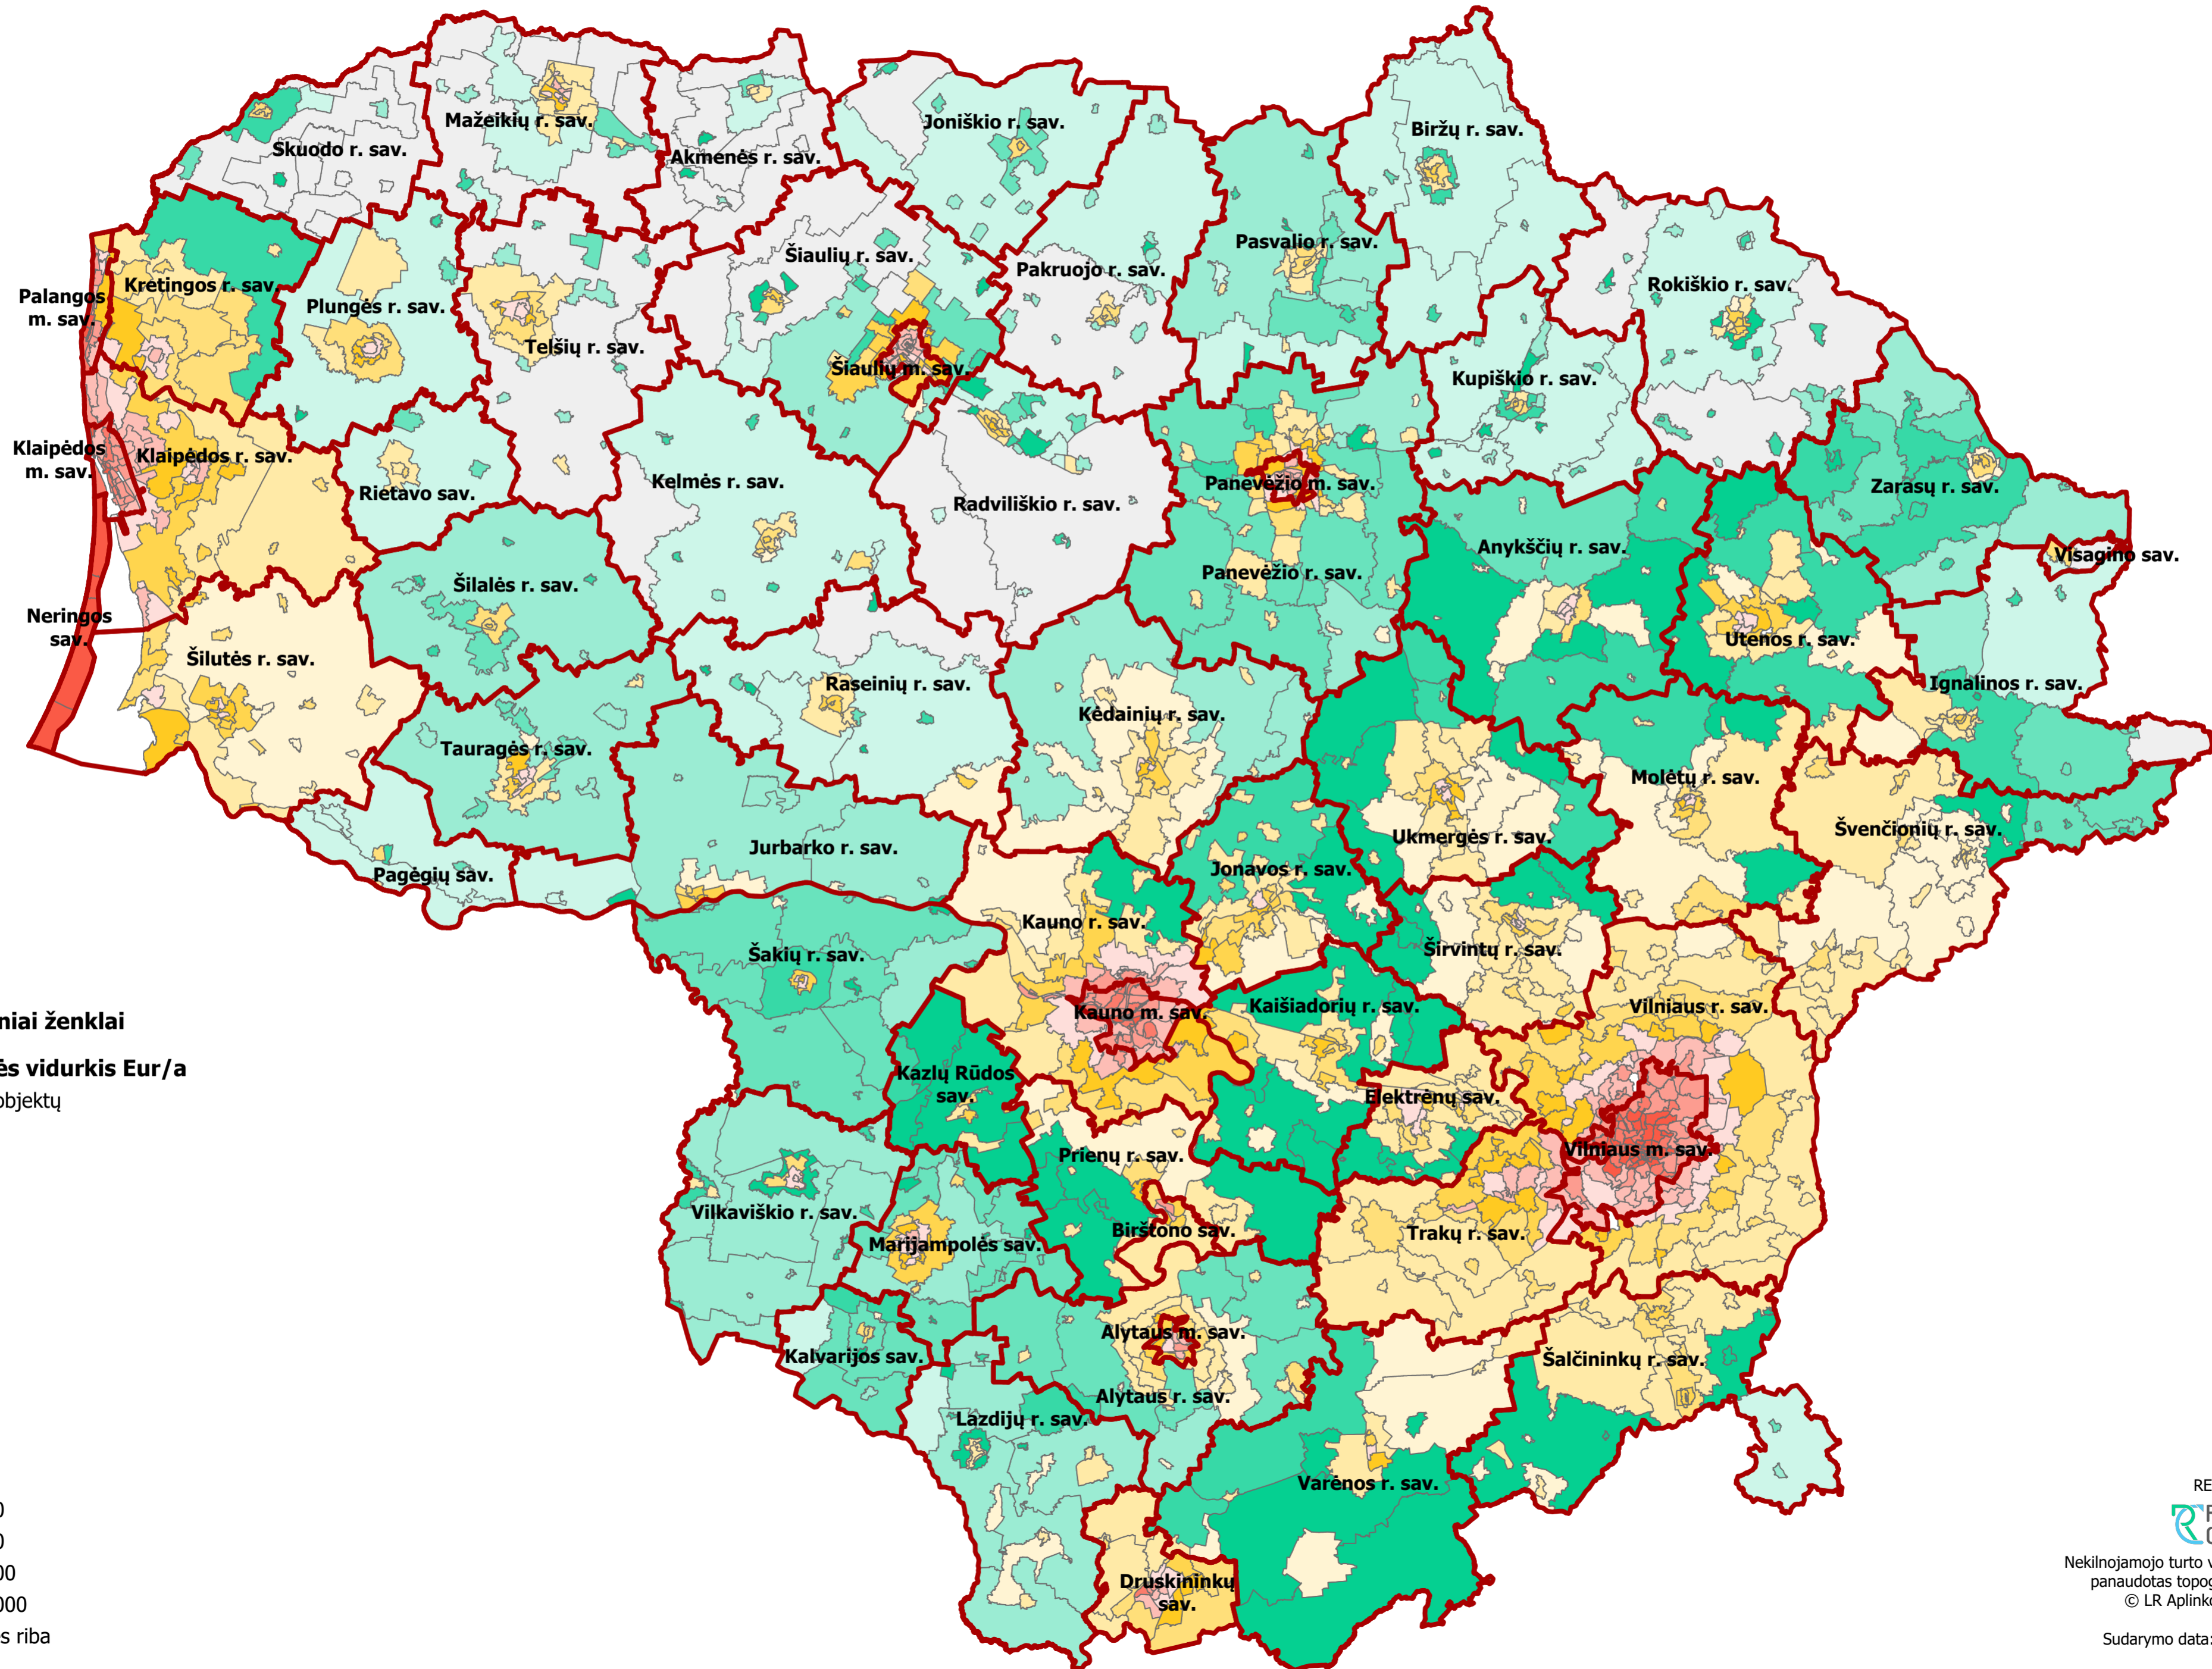 Mažeikių r. sav.
Skuodo r. sav.
Akmenės r. sav.
Joniškio r. sav.
Biržų r. sav.
Palangos
m. sav.
Kretingos r. sav.
Plungės r. sav.
Telšių r. sav.
Šiaulių r. sav.
Šiaulių m. sav.
Pakruojo r. sav.
Pasvalio r. sav.
Rokiškio r. sav.
Kupiškio r. sav.
Klaipėdos
m. sav.
Klaipėdos r. sav.
Rietavo sav.
Kelmės r. sav.
Radviliškio r. sav.
Panevėžio m. sav.
Panevėžio r. sav.
Anykščių r. sav.
Zarasų r. sav.
Visagino sav.
Neringos
sav.
Šilutės r. sav.
Šilalės r. sav.
Tauragės r. sav.
Raseinių r. sav.
Kėdainių r. sav.
Utenos r. sav.
Ignalinos r. sav.
Pagėgių sav.
Jurbarko r. sav.
Jonavos r. sav.
Ukmergės r. sav.
Molėtų r. sav.
Švenčionių r. sav.
Šakių r. sav.
Kauno r. sav.
Kauno m. sav.
Kaišiadorių r. sav.
Širvintų r. sav.
Vilniaus r. sav.
Kazlų Rūdos
sav.
Elektrėnų sav.
Vilniaus m. sav.
Prienų r. sav.
Birštono sav.
Trakų r. sav.
Vilkaviškio r. sav.
Marijampolės sav.
Kalvarijos sav.
Alytaus m. sav.
Alytaus r. sav.
Šalčininkų r. sav.
Lazdijų r. sav.
Varėnos r. sav.
Druskininkų
sav.
niai ženklai
ės vidurkis Eur/a
objektų
0
0
00
000
s riba
RE
Nekilnojamojo turto v
panaudotas topog
© LR Aplinko
Sudarymo data: